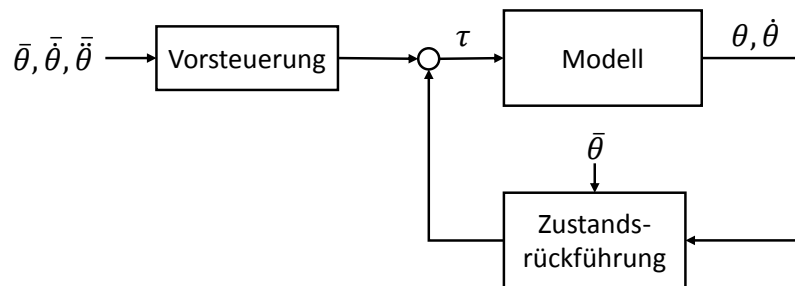 θ̄, θ̄̇, θ̄̈
Vorsteuerung
τ
Modell
θ, θ̇
θ̄
Zustands-
rückführung